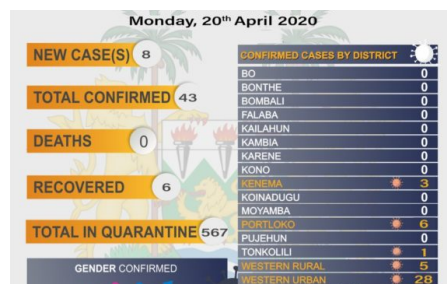 Monday, 20th April 2020
NEW CASE(S) 8
TOTAL CONFIRMED 43
DEATHS 0
RECOVERED 6
TOTAL IN QUARANTINE 567
GENDER CONFIRMED
CONFIRMED CASES BY DISTRICT
BO 0
BONTHE 0
BOMBALI 0
FALABA 0
KAILAHUN 0
KAMBIA 0
KARENE 0
KONO 0
KENEMA 3
KOINADUGU 0
MOYAMBA 0
PORTLOKO 6
PUJEHUN 0
TONKOLILI 1
WESTERN RURAL 5
WESTERN URBAN 28